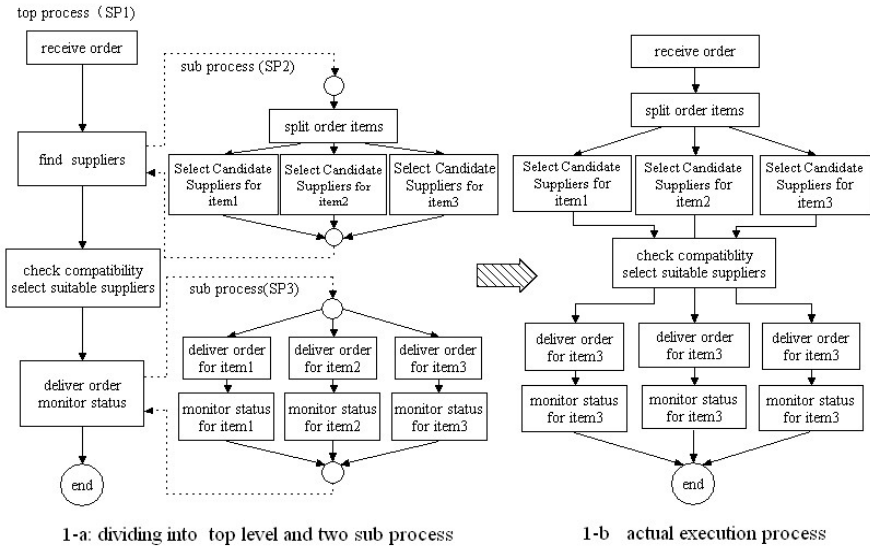 top process (SP1)
receive order
find suppliers
check compatibility
select suitable suppliers
deliver order
monitor status
end
sub process (SP2)
split order items
Select Candidate
Suppliers for
item1
Select Candidate
Suppliers for
item2
Select Candidate
Suppliers for
item3
sub process(SP3)
deliver order
for item1
deliver order
for item2
deliver order
for item3
monitor status
for item1
monitor status
for item2
monitor status
for item3
1-a: dividing into top level and two sub process
receive order
split order items
Select Candidate
Suppliers for
item1
Select Candidate
Suppliers for
item2
Select Candidate
Suppliers for
item3
check compatiblity
select suitable suppliers
deliver order
for item3
deliver order
for item3
deliver order
for item3
monitor status
for item3
monitor status
for item3
monitor status
for item3
end
1-b actual execution process